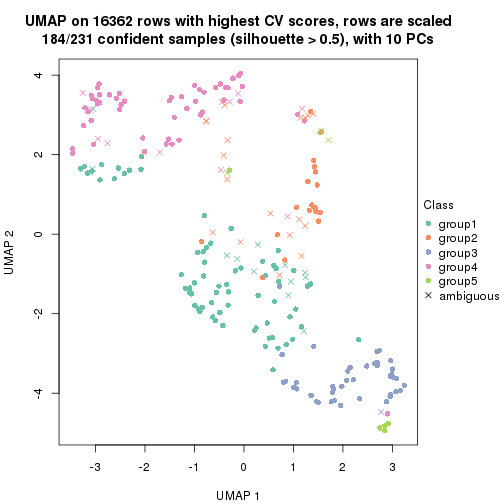 UMAP on 16362 rows with highest CV scores, rows are scaled
184/231 confident samples (silhouette > 0.5), with 10 PCs
4
2
0
-2
-4
UMAP 2
-3
-2
-1
0
1
2
3
UMAP 1
Class
group1
group2
group3
group4
group5
ambiguous